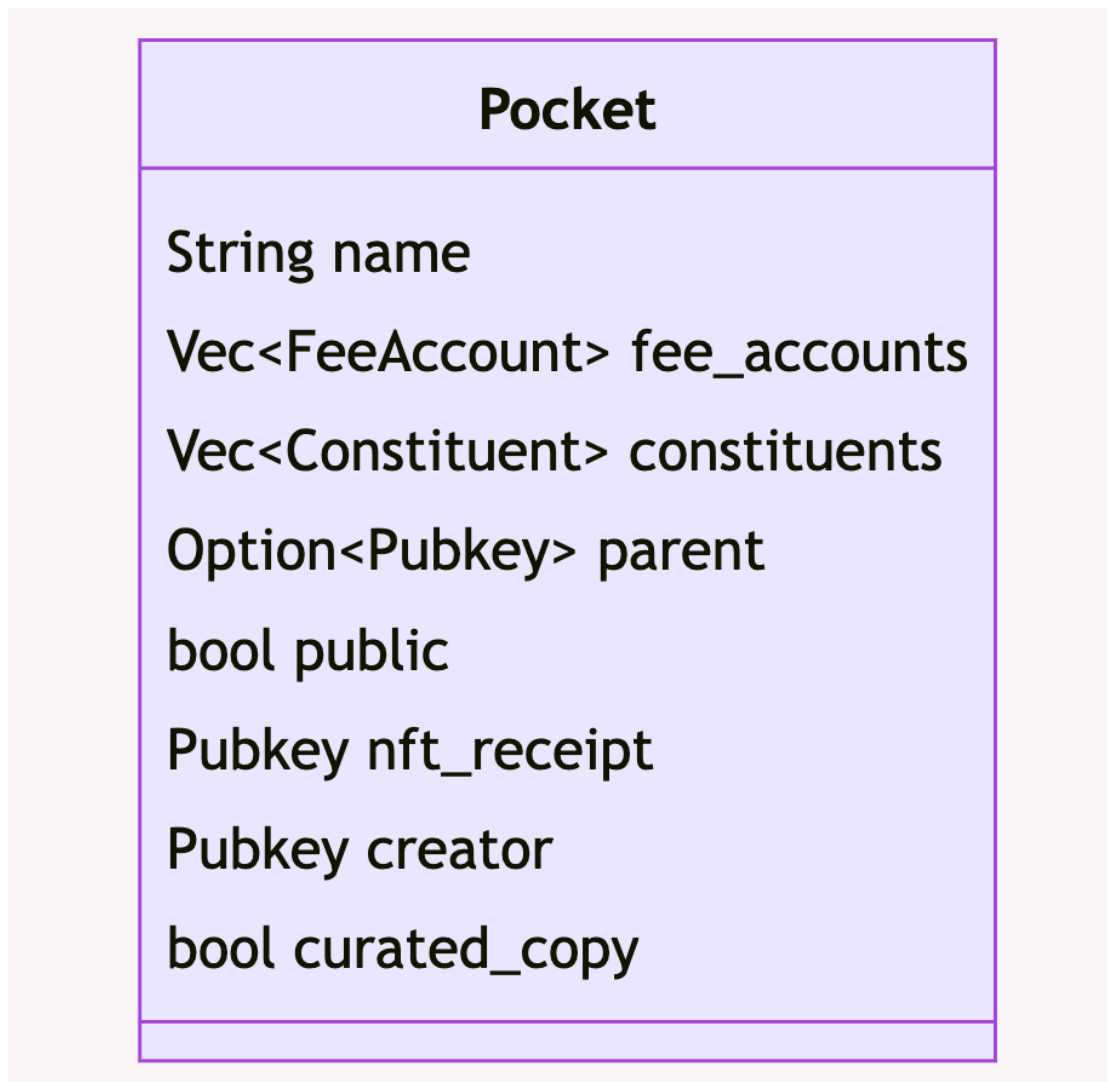 Pocket
String name
Vec<FeeAccount> fee_accounts
Vec<Constituent> constituents
Option<Pubkey> parent
bool public
Pubkey nft_receipt
Pubkey creator
bool curated_copy